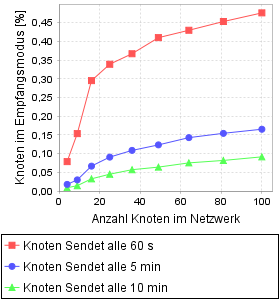 Knoten im Empfangsmodus [%]
0,45
0,40
0,35
0,30
0,25
0,20
0,15
0,10
0,05
0,00
0 20 40 60 80 100
Anzahl Knoten im Netzwerk
Knoten Sendet alle 60 s
Knoten Sendet alle 5 min
Knoten Sendet alle 10 min